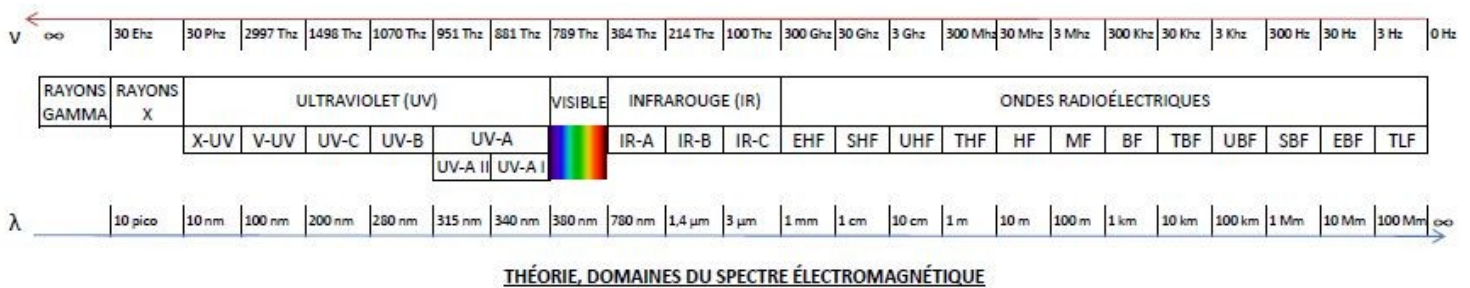 ν ∞ 30 Ehz 30 Phz 2997 Thz 1498 Thz 1070 Thz 951 Thz 881 Thz 789 Thz 384 Thz 214 Thz 100 Thz 300 Ghz 30 Ghz 3 Ghz 300 Mhz 30 Mhz 3 Mhz 300 Khz 30 Khz 3 Khz 300 Hz 30 Hz 3 Hz 0 Hz
RAYONS GAMMA RAYONS X ULTRAVIOLET (UV) VISIBLE INFRAROUGE (IR) ONDES RADIOÉLECTRIQUES
X-UV V-UV UV-C UV-B UV-A IR-A IR-B IR-C EHF SHF UHF THF HF MF BF TBF UBF SBF EBF TLF
UV-A II UV-A I
λ 10 pico 10 nm 100 nm 200 nm 280 nm 315 nm 340 nm 380 nm 780 nm 1,4 µm 3 µm 1 mm 1 cm 10 cm 1 m 10 m 100 m 1 km 10 km 100 km 1 Mm 10 Mm 100 Mm ∞
THÉORIE, DOMAINES DU SPECTRE ÉLECTROMAGNÉTIQUE